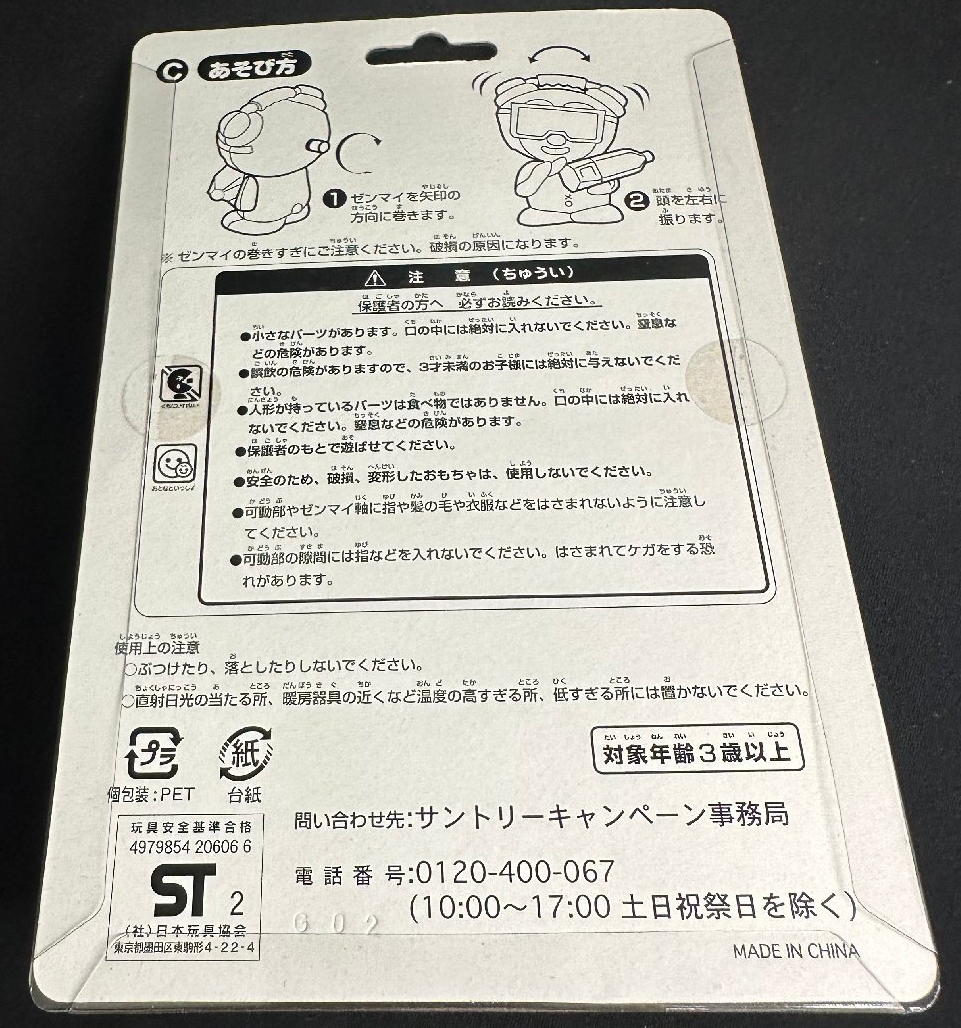 C あそび方
❶ゼンマイを矢印の
方向に巻きます。
❷頭を左右に
振ります。
※ゼンマイの巻きすぎにご注意ください。破損の原因になります。
注 意 (ちゅうい)
保護者の方へ 必ずお読みください。
●小さなパーツがあります。口の中には絶対に入れないでください。窒息な
どの危険があります。
●誤飲の危険がありますので、3才未満のお子様には絶対に与えないでくだ
さい。
●人形が持っているパーツは食べ物ではありません。口の中には絶対に入れ
ないでください。窒息などの危険があります。
●保護者のもとで遊ばせてください。
●安全のため、破損、変形したおもちゃは、使用しないでください。
●可動部やゼンマイ軸に指や髪の毛や衣服などをはさまれないように注意し
てください。
●可動部の隙間には指などを入れないでください。はさまれてケガをする恐
れがあります。
おとなといっしょ
使用上の注意
○ぶつけたり、落としたりしないでください。
○直射日光の当たる所、暖房器具の近くなど温度の高すぎる所、低すぎる所には置かないでください。
プラ
紙
個包装:PET
台紙
対象年齢3歳以上
玩具安全基準合格
4979854 20606 6
ST 2
(社)日本玩具協会
東京都墨田区東駒形4-22-4
問い合わせ先:サントリーキャンペーン事務局
電話番号:0120-400-067
(10:00〜17:00 土日祝祭日を除く)
602
MADE IN CHINA